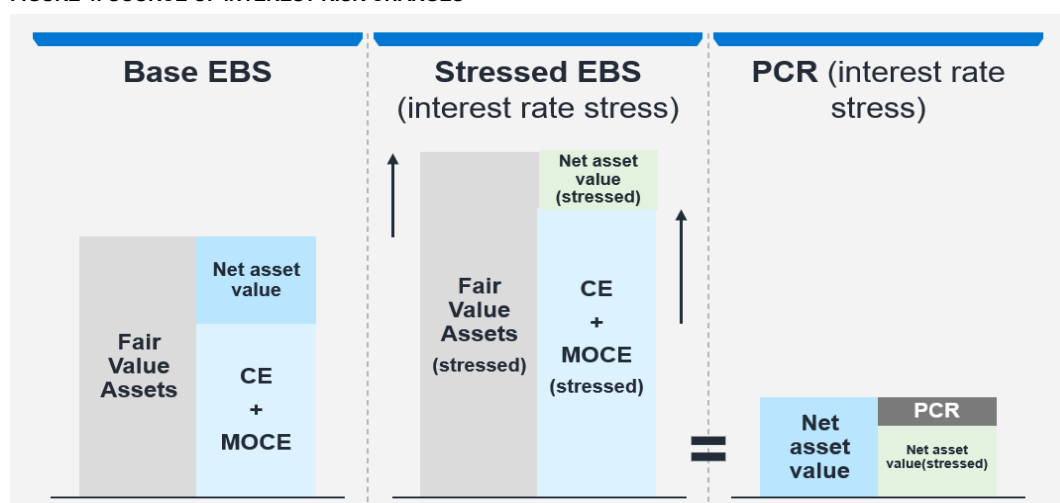 Base EBS
Fair
Value
Assets
Net asset
value
CE
+
MOCE
Stressed EBS
(interest rate stress)
Fair
Value
Assets
(stressed)
Net asset
value
(stressed)
CE
+
MOCE
(stressed)
=
PCR (interest rate
stress)
Net
asset
value
PCR
Net asset
value(stressed)